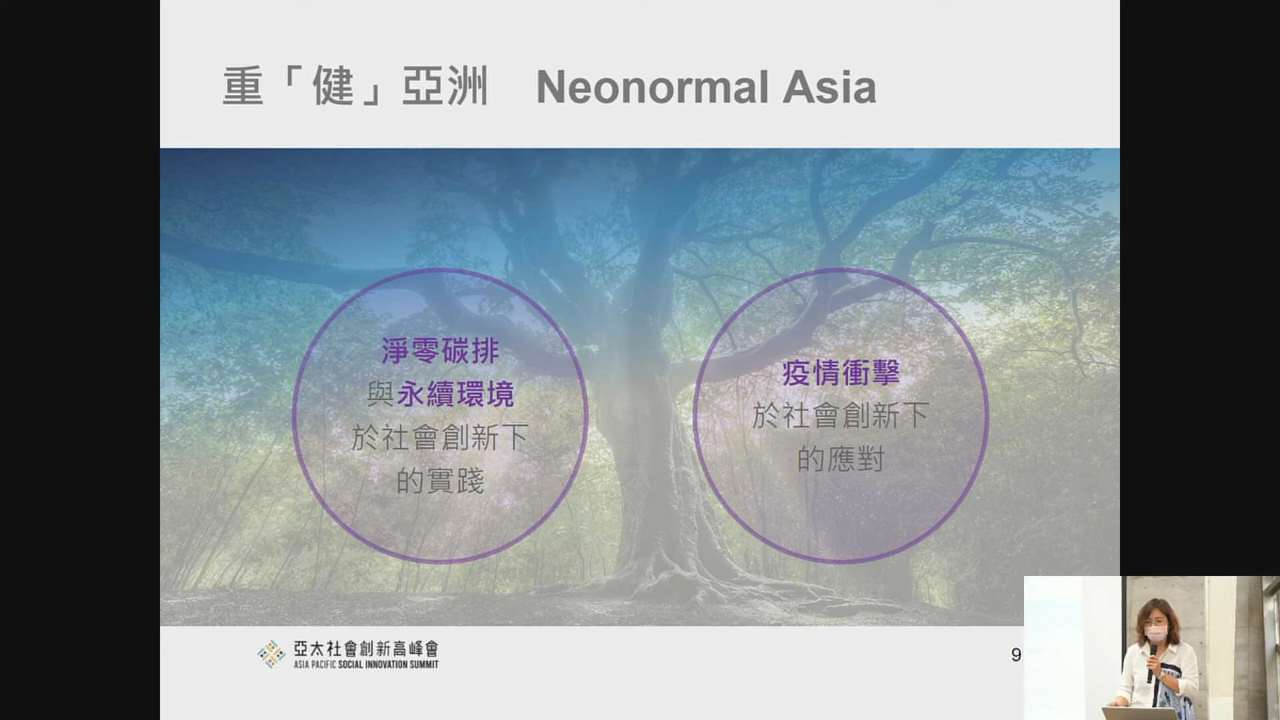 重「健」亞洲 Neonormal Asia
淨零碳排
與永續環境
於社會創新下
的實踐
疫情衝擊
於社會創新下
的應對
亞太社會創新高峰會
ASIA PACIFIC SOCIAL INNOVATION SUMMIT
9